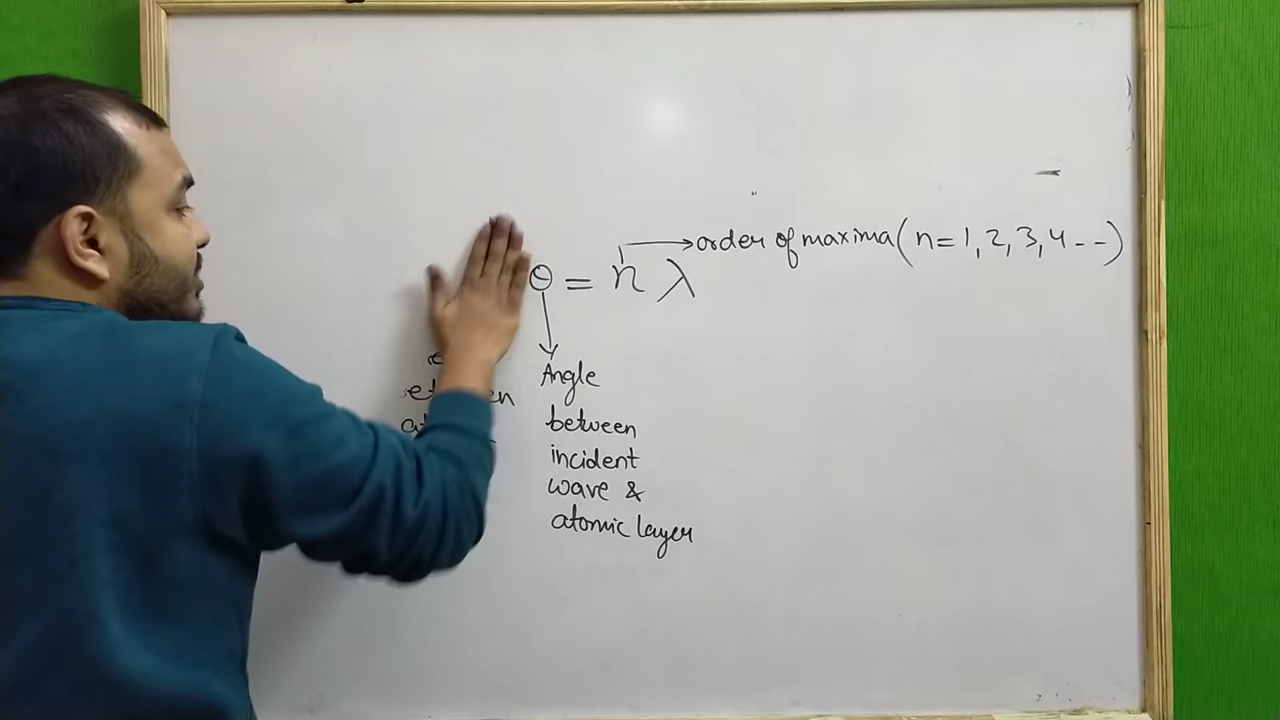 → order of maxima (n = 1, 2, 3, 4 - -)
θ = n λ
Angle
between
incident
wave &
atomic layer